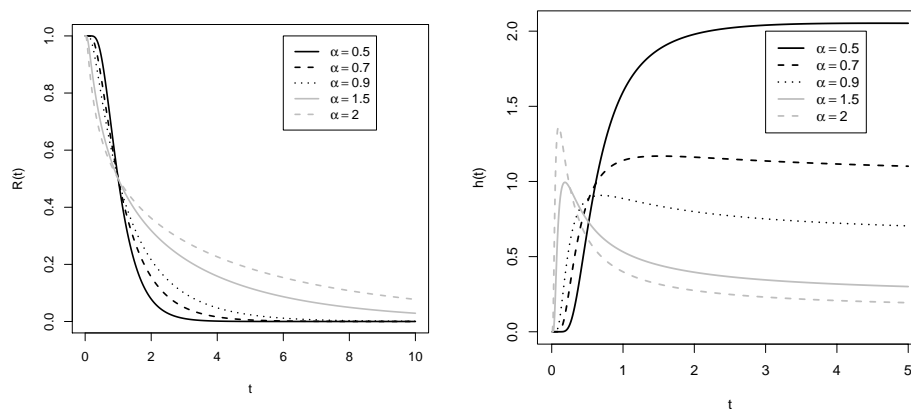 R(t)
1.0
0.8
0.6
0.4
0.2
0.0
0 2 4 6 8 10
t
α = 0.5
α = 0.7
α = 0.9
α = 1.5
α = 2
h(t)
2.0
1.5
1.0
0.5
0.0
0 1 2 3 4 5
t
α = 0.5
α = 0.7
α = 0.9
α = 1.5
α = 2